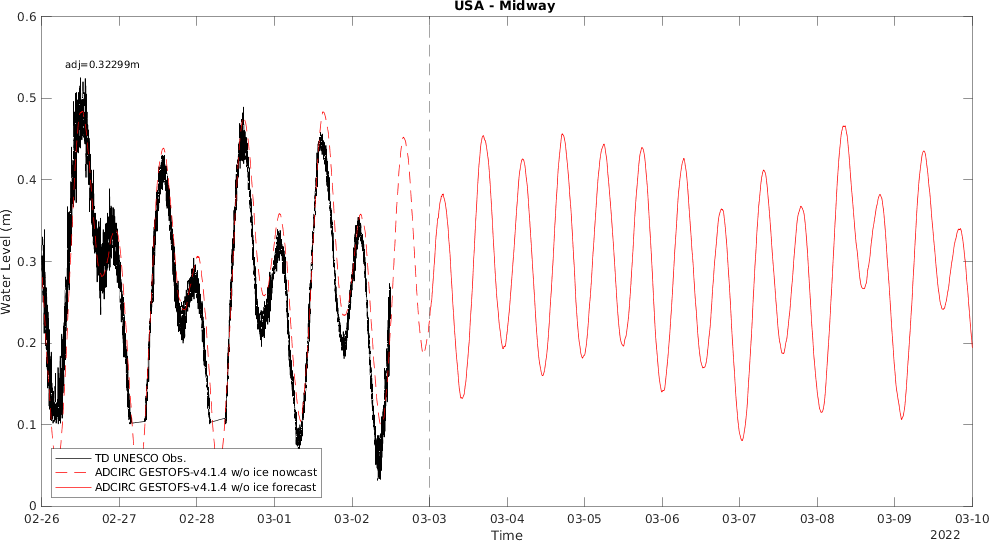 USA - Midway
adj=0.32299m
Water Level (m)
0.6
0.5
0.4
0.3
0.2
0.1
0
TD UNESCO Obs.
ADCIRC GESTOFS-v4.1.4 w/o ice nowcast
ADCIRC GESTOFS-v4.1.4 w/o ice forecast
02-26 02-27 02-28 03-01 03-02 03-03 03-04 03-05 03-06 03-07 03-08 03-09 03-10
Time
2022